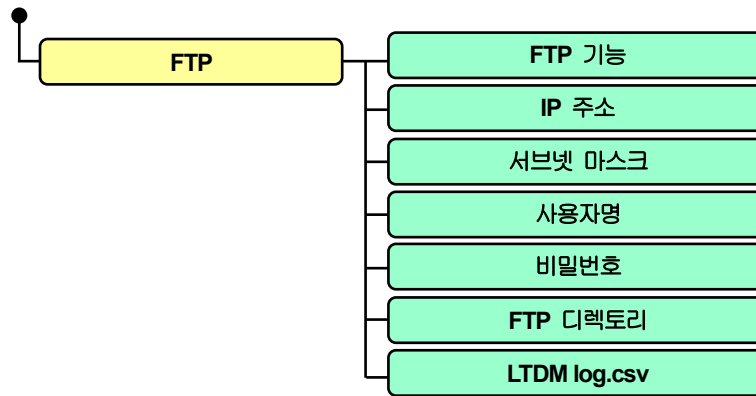 FTP
FTP 기능
IP 주소
서브넷 마스크
사용자명
비밀번호
FTP 디렉토리
LTDM log.csv